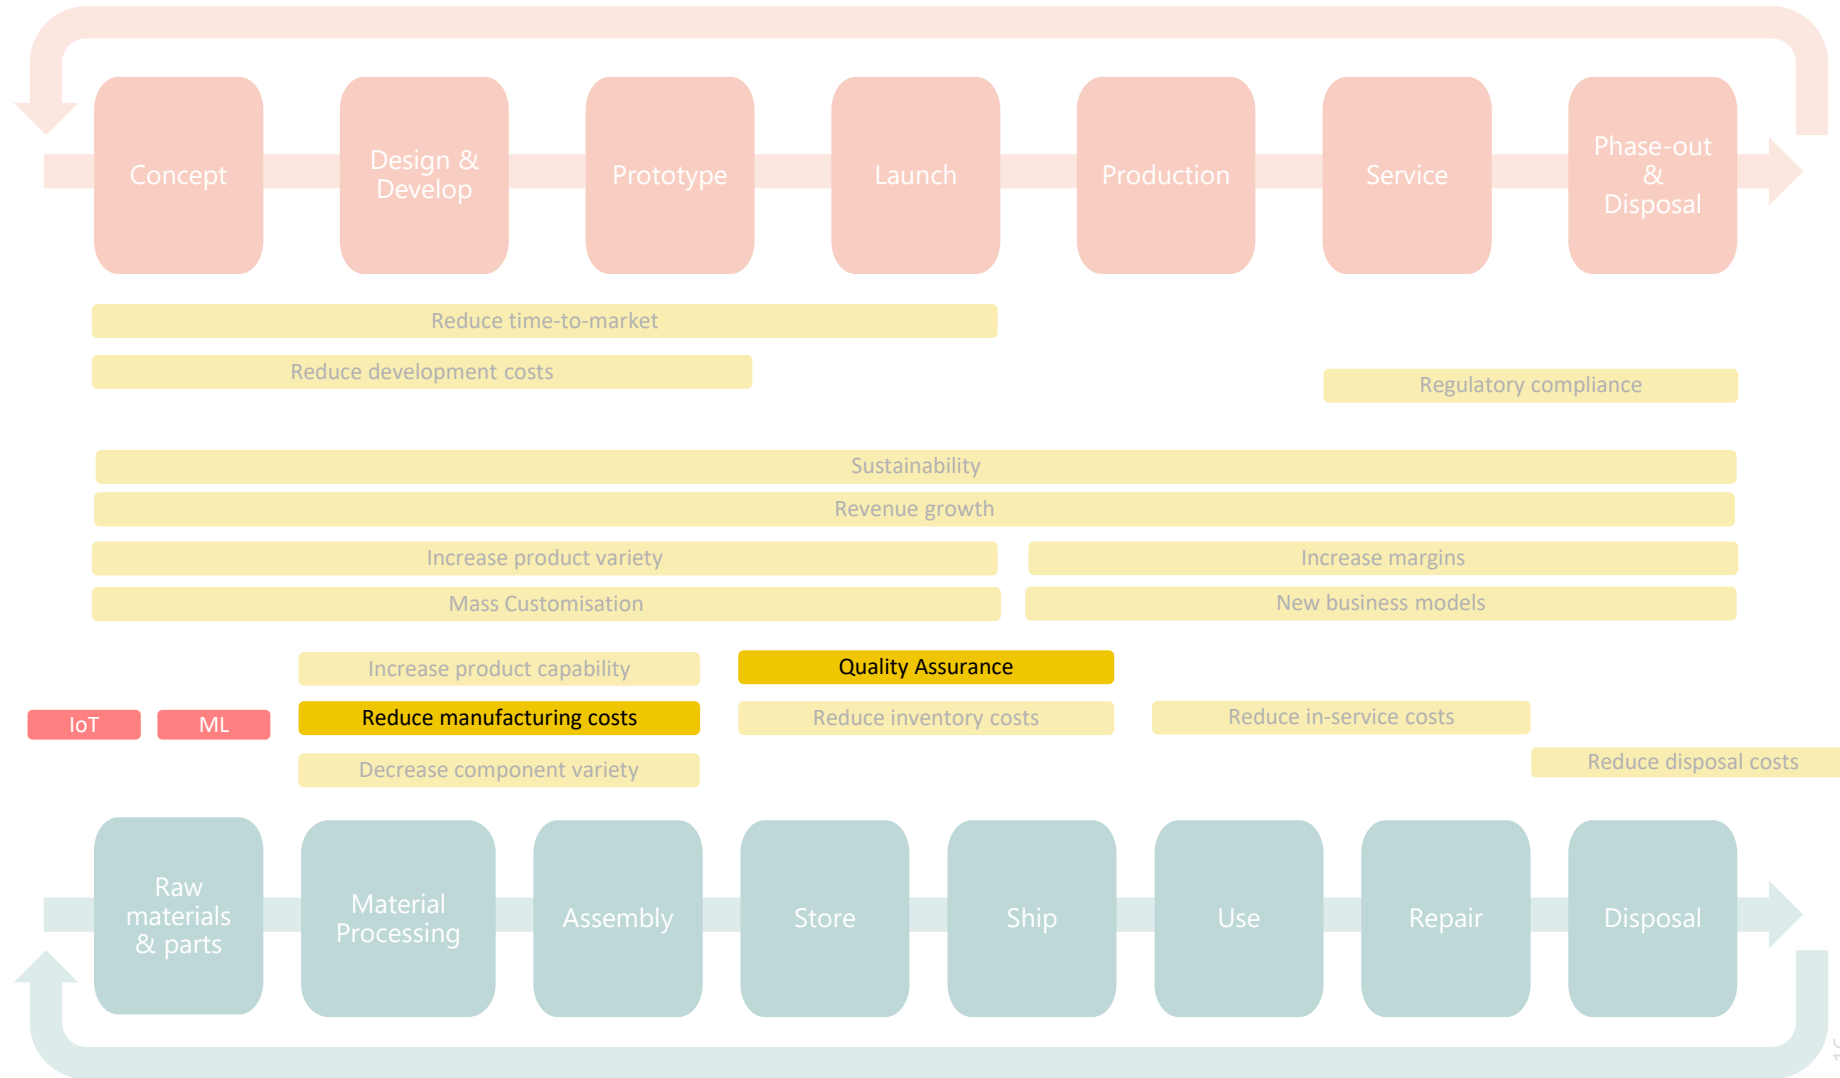 Concept
Design &
Develop
Prototype
Launch
Production
Service
Phase-out
&
Disposal
Reduce time-to-market
Reduce development costs
Regulatory compliance
Sustainability
Revenue growth
Increase product variety
Increase margins
Mass Customisation
New business models
Increase product capability
Quality Assurance
IoT
ML
Reduce manufacturing costs
Reduce inventory costs
Reduce in-service costs
Decrease component variety
Reduce disposal costs
Raw
materials
& parts
Material
Processing
Assembly
Store
Ship
Use
Repair
Disposal